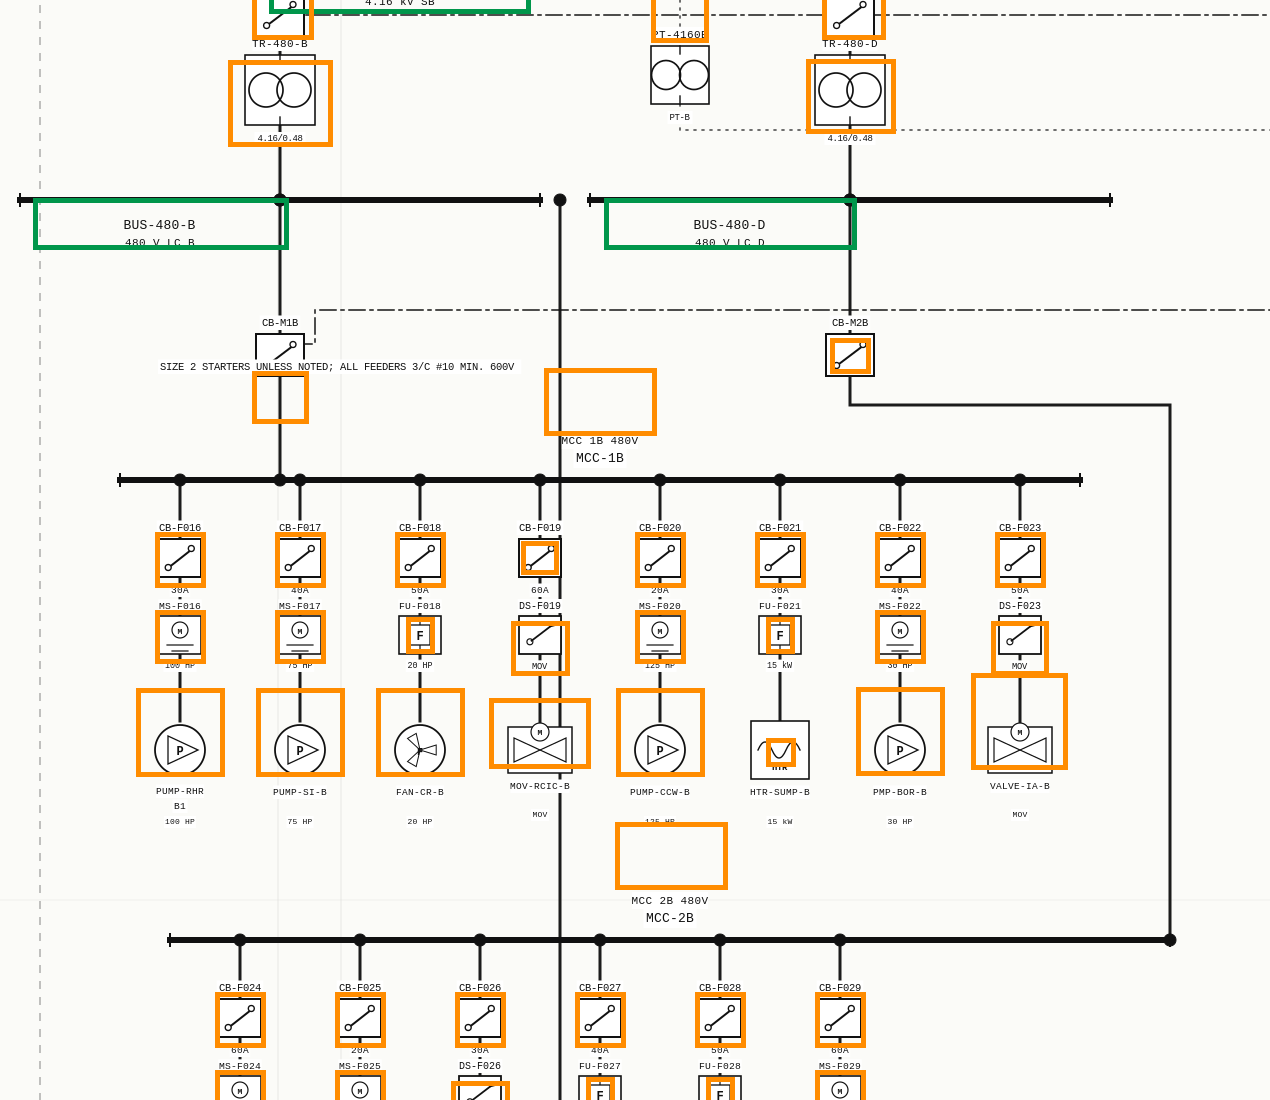 4.16 kV SB
TR-480-B
PT-4160B
TR-480-D
PT-B
4.16/0.48
4.16/0.48
BUS-480-B
480 V LC B
BUS-480-D
480 V LC D
CB-M1B
CB-M2B
SIZE 2 STARTERS UNLESS NOTED; ALL FEEDERS 3/C #10 MIN. 600V
MCC 1B 480V
MCC-1B
CB-F016 CB-F017 CB-F018 CB-F019 CB-F020 CB-F021 CB-F022 CB-F023
30A 40A 50A 60A 20A 30A 40A 50A
MS-F016 MS-F017 FU-F018 DS-F019 MS-F020 FU-F021 MS-F022 DS-F023
M M F M F M
100 HP 75 HP 20 HP MOV 125 HP 15 kW 30 HP MOV
M M
P P P P
HTR
PUMP-RHR B1
PUMP-SI-B FAN-CR-B MOV-RCIC-B PUMP-CCW-B HTR-SUMP-B PMP-BOR-B VALVE-IA-B
100 HP 75 HP 20 HP MOV 125 HP 15 kW 30 HP MOV
MCC 2B 480V
MCC-2B
CB-F024 CB-F025 CB-F026 CB-F027 CB-F028 CB-F029
60A 20A 30A 40A 50A 60A
MS-F024 MS-F025 DS-F026 FU-F027 FU-F028 MS-F029
M M F F M